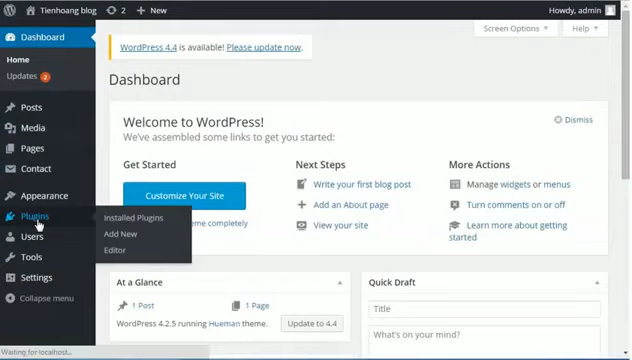 Tienhoang blog
2
New
Howdy, admin
Dashboard
Home
Updates 2
Posts
Media
Pages
Contact
Appearance
Plugins
Users
Tools
Settings
Collapse menu
Installed Plugins
Add New
Editor
Screen Options
Help
WordPress 4.4 is available! Please update now.
Dashboard
Welcome to WordPress!
We've assembled some links to get you started:
Dismiss
Get Started
Customize Your Site
eme completely
Next Steps
Write your first blog post
Add an About page
View your site
More Actions
Manage widgets or menus
Turn comments on or off
Learn more about getting
started
At a Glance
1 Post
1 Page
WordPress 4.2.5 running Hueman theme.
Update to 4.4
Quick Draft
Title
What's on your mind?
Waiting for localhost...